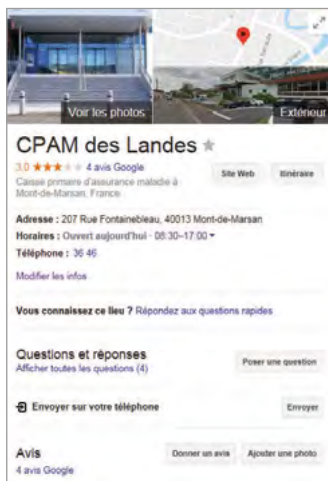 Voir les photos
Extérieur
CPAM des Landes
3,0 4 avis Google
Caisse primaire d'assurance maladie à
Mont-de-Marsan, France
Site Web
Itinéraire
Adresse : 207 Rue Fontainebleau, 40013 Mont-de-Marsan
Horaires : Ouvert aujourd'hui · 08:30–17:00
Téléphone : 36 46
Modifier les infos
Vous connaissez ce lieu ? Répondez aux questions rapides
Questions et réponses
Afficher toutes les questions (4)
Poser une question
Envoyer sur votre téléphone
Envoyer
Avis
Donner un avis
Ajouter une photo
4 avis Google